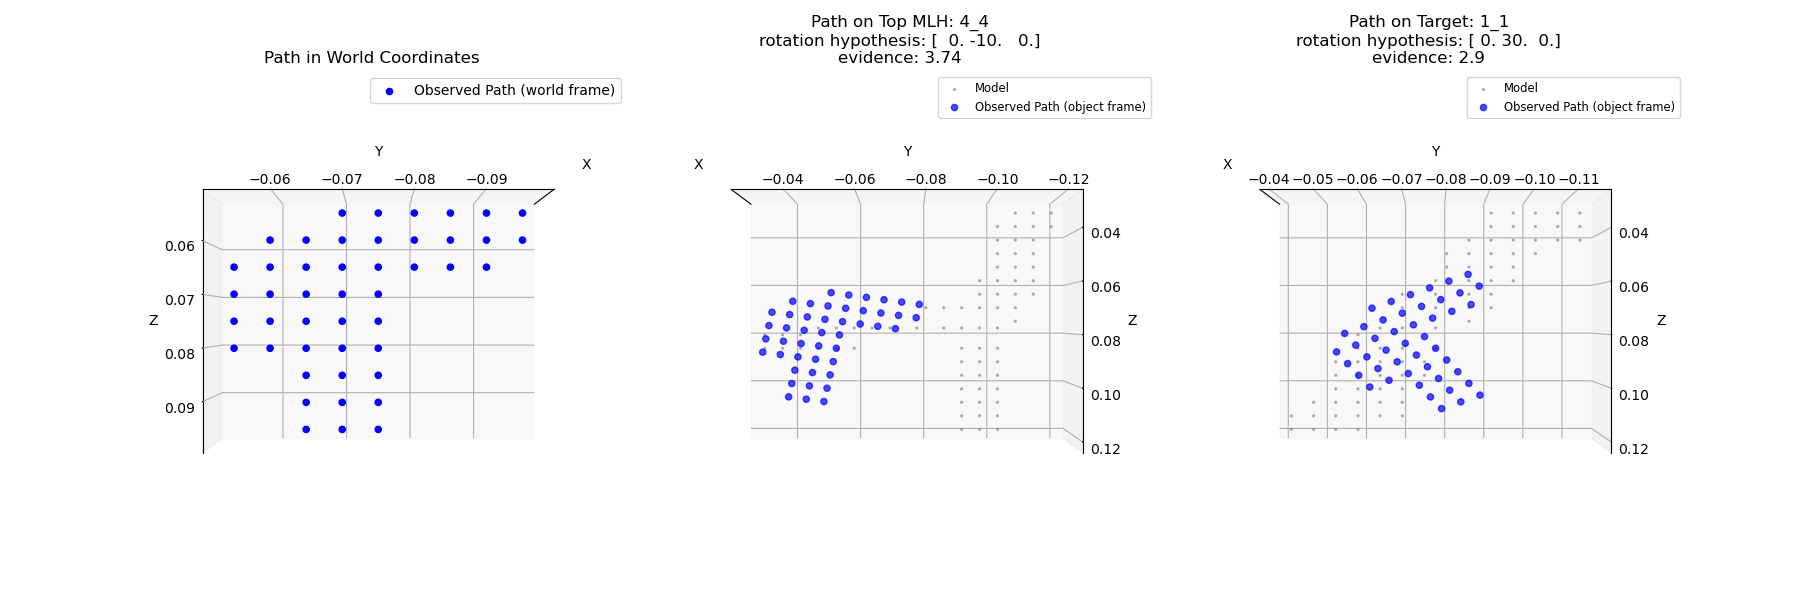 Path in World Coordinates
Observed Path (world frame)
Y
X
−0.06 −0.07 −0.08 −0.09
0.06
0.07
Z
0.08
0.09
Path on Top MLH: 4_4
rotation hypothesis: [  0. -10.   0.]
evidence: 3.74
Model
Observed Path (object frame)
Y
X
−0.04 −0.06 −0.08 −0.10 −0.12
0.04
0.06
Z
0.08
0.10
0.12
Path on Target: 1_1
rotation hypothesis: [ 0. 30.  0.]
evidence: 2.9
Model
Observed Path (object frame)
Y
X
−0.04 −0.05 −0.06 −0.07 −0.08 −0.09 −0.10 −0.11
0.04
0.06
Z
0.08
0.10
0.12